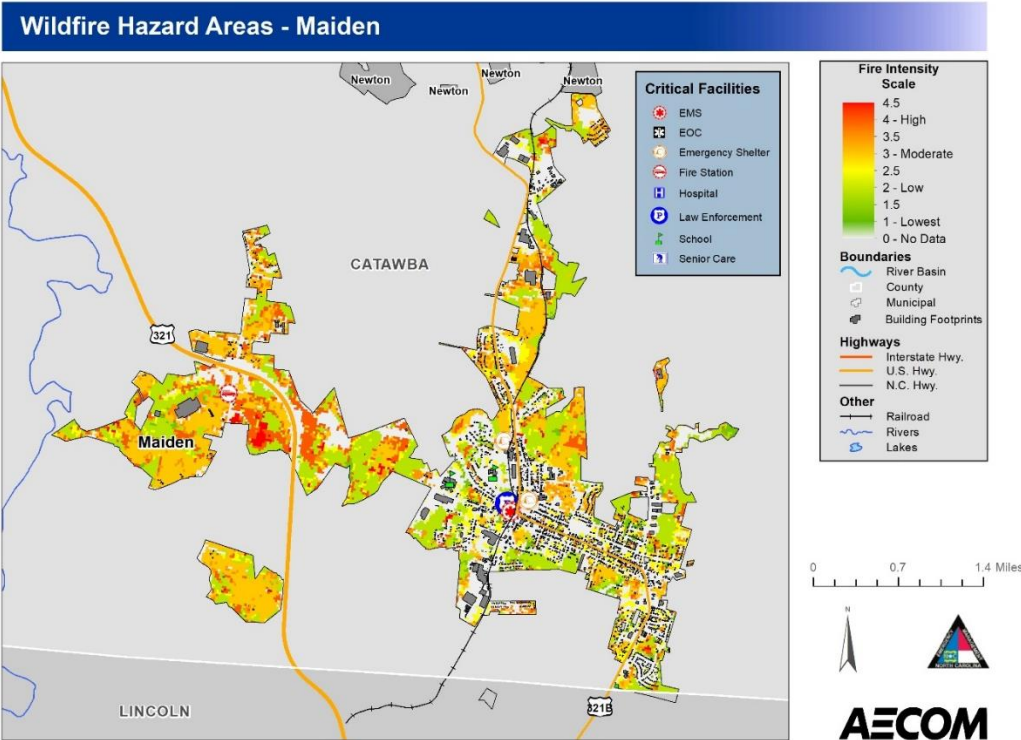 Wildfire Hazard Areas - Maiden
Newton
Newton
Newton
Newton
CATAWBA
321
Maiden
P
LINCOLN
321B
Critical Facilities
EMS
EOC
Emergency Shelter
Fire Station
H
Hospital
P
Law Enforcement
School
Senior Care
Fire Intensity
Scale
4.5
4 - High
3.5
3 - Moderate
2.5
2 - Low
1.5
1 - Lowest
0 - No Data
Boundaries
River Basin
County
Municipal
Building Footprints
Highways
Interstate Hwy.
U.S. Hwy.
N.C. Hwy.
Other
Railroad
Rivers
Lakes
0 0.7 1.4 Miles
N
NORTH CAROLINA
AECOM